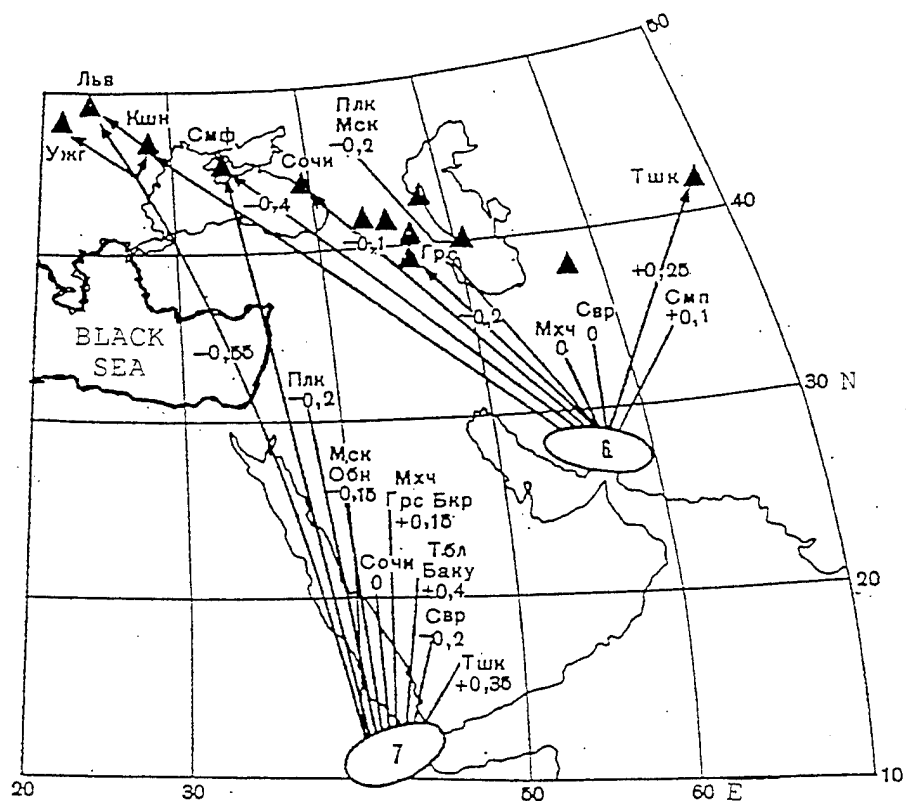 50
Льв
Ужг
Кшн
Смф
Сочи
Плк
Мск
-0,2
Тшк
40
-0,4
-0,1
Грс
+0,25
Смп
+0,1
-0,2
Мхч
0
Свр
0
BLACK
SEA
-0,55
30 N
Плк
-0,2
6
Мск
Обн
-0,15
Мхч
Грс Бкр
+0,15
Сочи
0
Тбл
Баку
+0,4
20
Свр
-0,2
Тшк
+0,35
7
10
20
30
50
60 E